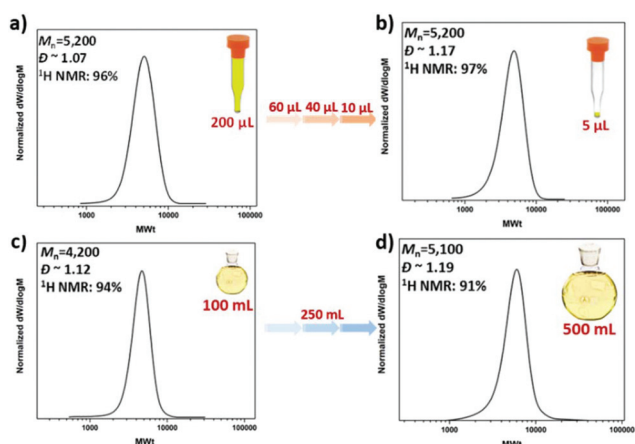 a)
Mn=5,200
Đ ~ 1.07
¹H NMR: 96%
200 µL
Normalized dW/dlogM
1000
10000
100000
MWt
60 µL 40 µL 10 µL
b)
Mn=5,200
Đ ~ 1.17
¹H NMR: 97%
5 µL
Normalized dW/dlogM
1000
10000
100000
MWt
c)
Mn=4,200
Đ ~ 1.12
¹H NMR: 94%
100 mL
Normalized dW/dlogM
1000
10000
100000
MWt
250 mL
d)
Mn=5,100
Đ ~ 1.19
¹H NMR: 91%
500 mL
Normalized dW/dlogM
1000
10000
100000
MWt